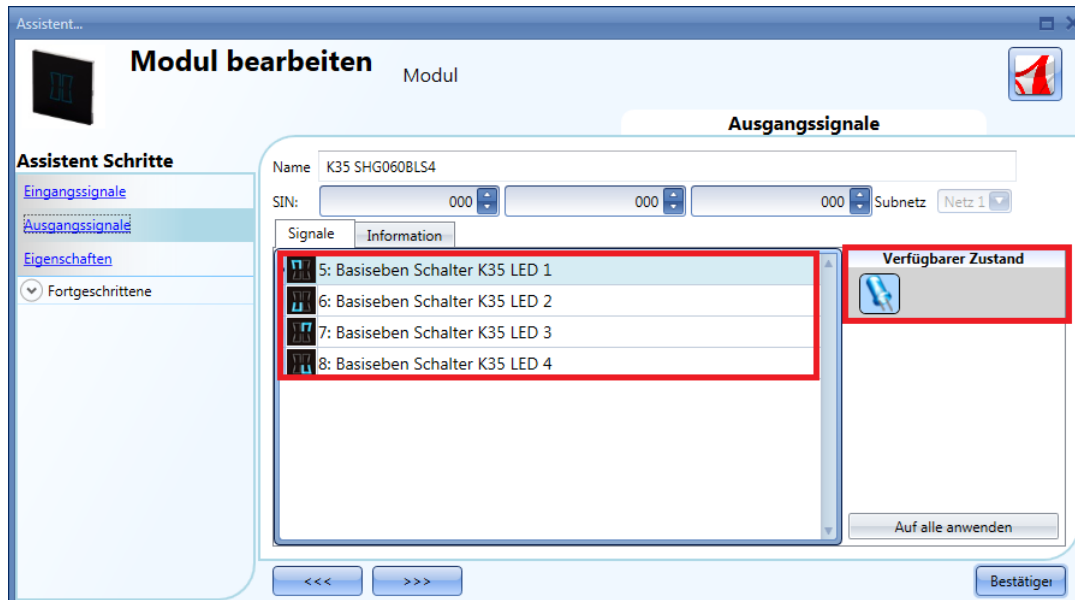 Assistent...
Modul bearbeiten
Modul
Ausgangssignale
Assistent Schritte
Eingangssignale
Ausgangssignale
Eigenschaften
Fortgeschrittene
Name K35 SHG060BLS4
SIN: 000 000 000 Subnetz Netz 1
Signale Information
5: Basiseben Schalter K35 LED 1
6: Basiseben Schalter K35 LED 2
7: Basiseben Schalter K35 LED 3
8: Basiseben Schalter K35 LED 4
Verfügbarer Zustand
Auf alle anwenden
<<< >>>
Bestätiger